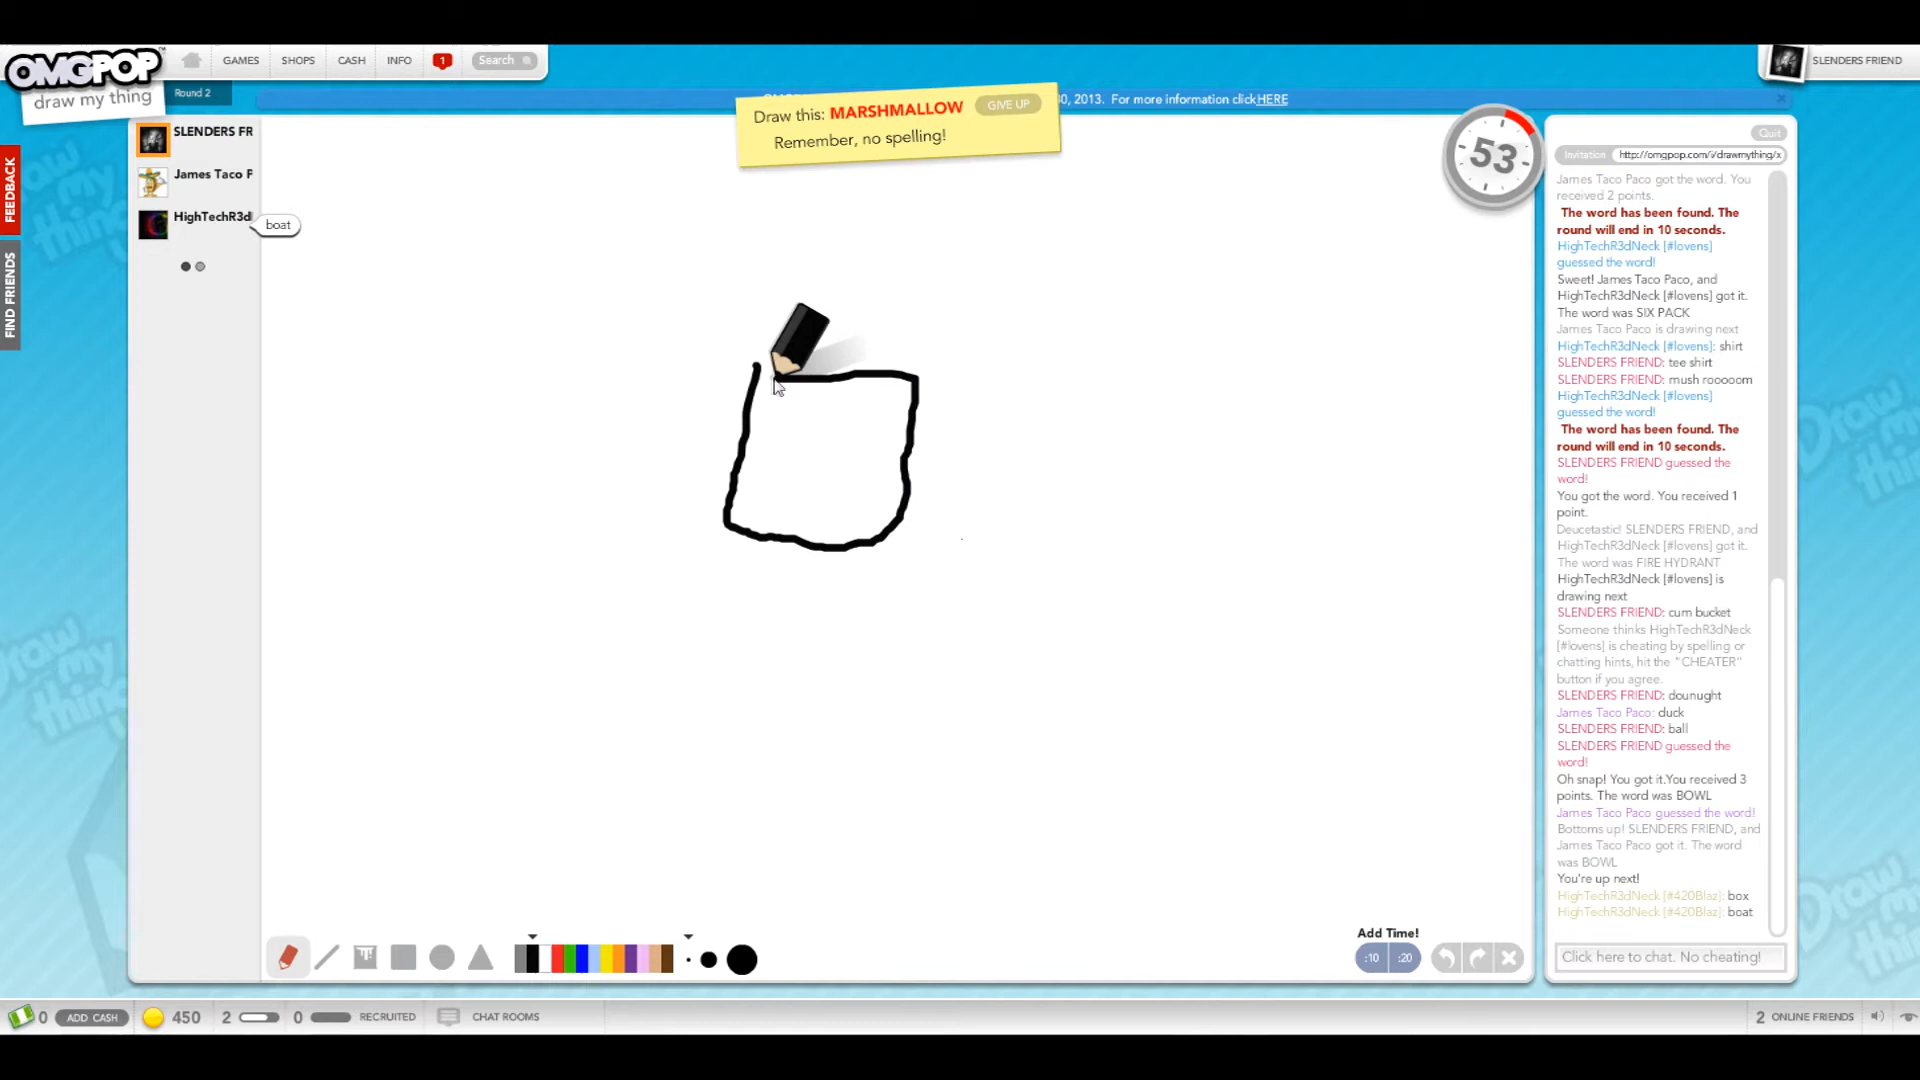 OMGPOP
draw my thing
GAMES
SHOPS
CASH
INFO
1
Search
SLENDERS FRIEND
Round 2
Draw this: MARSHMALLOW
GIVE UP
Remember, no spelling!
0, 2013. For more information click HERE
53
FEEDBACK
FIND FRIENDS
SLENDERS FR
James Taco P
HighTechR3d
boat
Quit
Invitation
http://omgpop.com/i/drawmything/x
James Taco Paco got the word. You
received 2 points.
The word has been found. The
round will end in 10 seconds.
HighTechR3dNeck [#lovens]
guessed the word!
Sweet! James Taco Paco, and
HighTechR3dNeck [#lovens] got it.
The word was SIX PACK
James Taco Paco is drawing next
HighTechR3dNeck [#lovens]: shirt
SLENDERS FRIEND: tee shirt
SLENDERS FRIEND: mush rooooom
HighTechR3dNeck [#lovens]
guessed the word!
The word has been found. The
round will end in 10 seconds.
SLENDERS FRIEND guessed the
word!
You got the word. You received 1
point.
Deucetastic! SLENDERS FRIEND, and
HighTechR3dNeck [#lovens] got it.
The word was FIRE HYDRANT
HighTechR3dNeck [#lovens] is
drawing next
SLENDERS FRIEND: cum bucket
Someone thinks HighTechR3dNeck
[#lovens] is cheating by spelling or
chatting hints, hit the "CHEATER"
button if you agree.
SLENDERS FRIEND: dounught
James Taco Paco: duck
SLENDERS FRIEND: ball
SLENDERS FRIEND guessed the
word!
Oh snap! You got it.You received 3
points. The word was BOWL
James Taco Paco guessed the word!
Bottoms up! SLENDERS FRIEND, and
James Taco Paco got it. The word
was BOWL
You're up next!
HighTechR3dNeck [#420Blaz]: box
HighTechR3dNeck [#420Blaz]: boat
Click here to chat. No cheating!
Add Time!
:10
:20
0
ADD CASH
450
2
0
RECRUITED
CHAT ROOMS
2 ONLINE FRIENDS